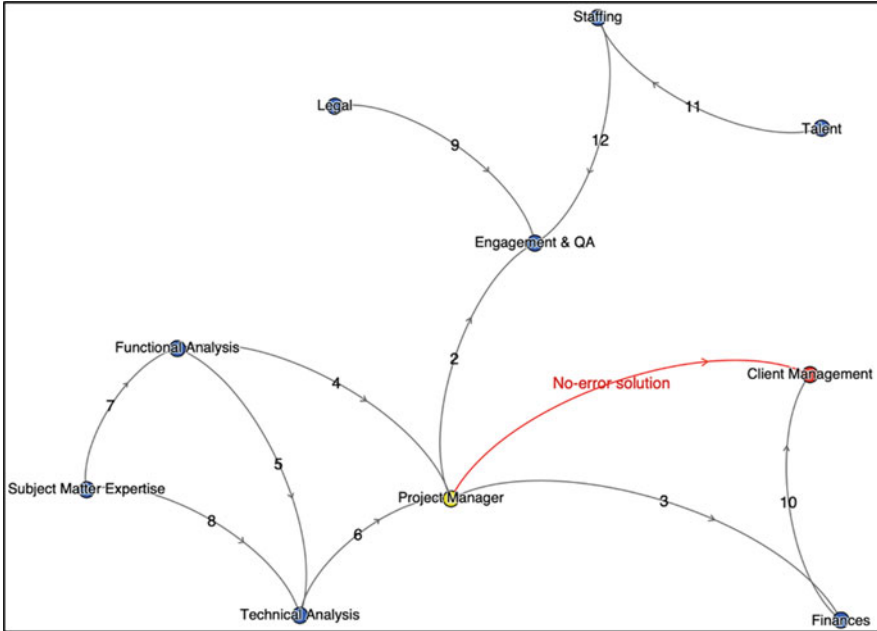 Staffing
Legal
11
Talent
9
12
Engagement & QA
Functional Analysis
2
4
No-error solution
Client Management
7
5
Subject Matter Expertise
Project Manager
3
10
8
6
Technical Analysis
Finances